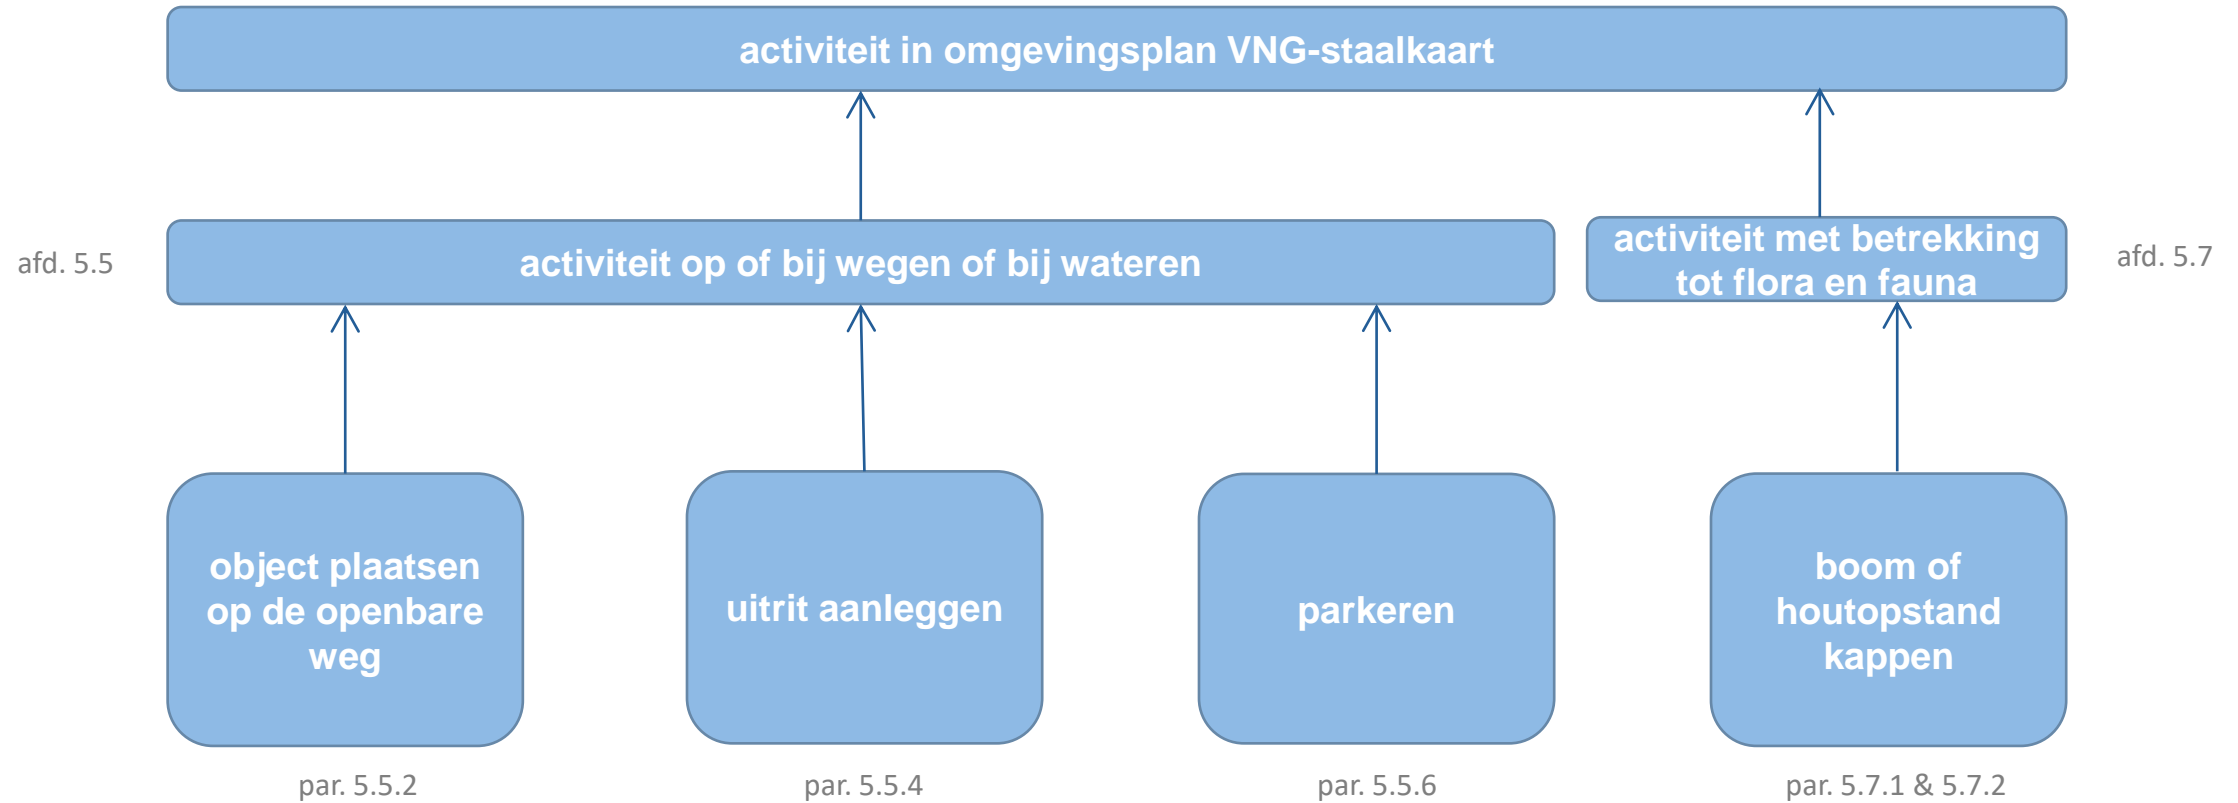 activiteit in omgevingsplan VNG-staalkaart
afd. 5.5
activiteit op of bij wegen of bij wateren
activiteit met betrekking
tot flora en fauna
afd. 5.7
object plaatsen
op de openbare
weg
uitrit aanleggen
parkeren
boom of
houtopstand
kappen
par. 5.5.2
par. 5.5.4
par. 5.5.6
par. 5.7.1 & 5.7.2